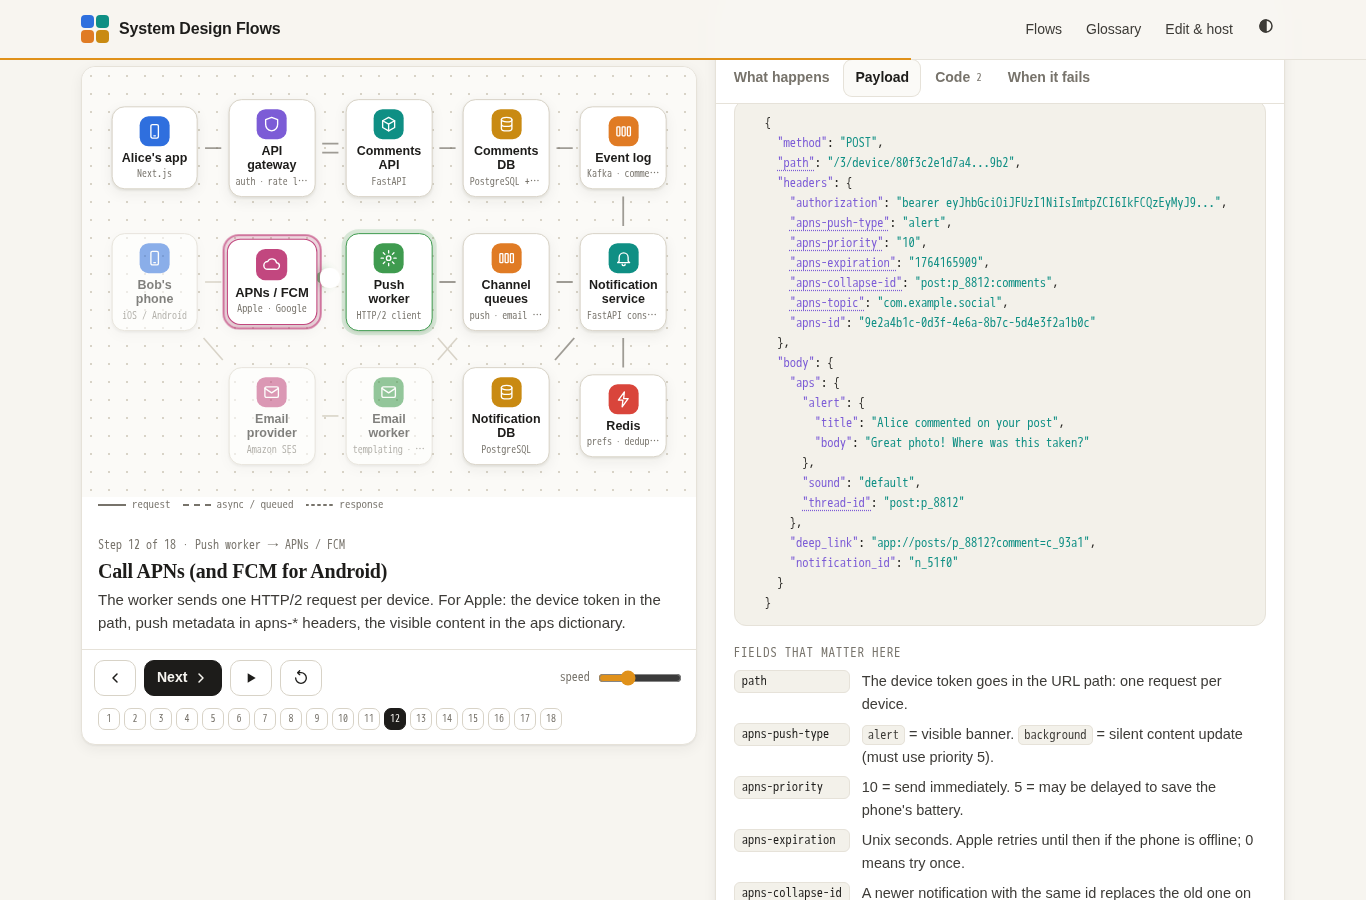 System Design Flows
Flows
Glossary
Edit & host
Alice's app
Next.js
API
gateway
auth · rate l···
Comments
API
FastAPI
Comments
DB
PostgreSQL +···
Event log
Kafka · comme···
Bob's
phone
iOS / Android
APNs / FCM
Apple · Google
Push
worker
HTTP/2 client
Channel
queues
push · email ···
Notification
service
FastAPI cons···
Email
provider
Amazon SES
Email
worker
templating · ···
Notification
DB
PostgreSQL
Redis
prefs · dedup···
request
async / queued
response
Step 12 of 18 · Push worker → APNs / FCM
Call APNs (and FCM for Android)
The worker sends one HTTP/2 request per device. For Apple: the device token in the
path, push metadata in apns-* headers, the visible content in the aps dictionary.
Next
speed
1 2 3 4 5 6 7 8 9 10 11 12 13 14 15 16 17 18
What happens
Payload
Code 2
When it fails
{
"method": "POST",
"path": "/3/device/80f3c2e1d7a4...9b2",
"headers": {
"authorization": "bearer eyJhbGciOiJFUzI1NiIsImtpZCI6IkFCQzEyMyJ9...",
"apns-push-type": "alert",
"apns-priority": "10",
"apns-expiration": "1764165909",
"apns-collapse-id": "post:p_8812:comments",
"apns-topic": "com.example.social",
"apns-id": "9e2a4b1c-0d3f-4e6a-8b7c-5d4e3f2a1b0c"
},
"body": {
"aps": {
"alert": {
"title": "Alice commented on your post",
"body": "Great photo! Where was this taken?"
},
"sound": "default",
"thread-id": "post:p_8812"
},
"deep_link": "app://posts/p_8812?comment=c_93a1",
"notification_id": "n_51f0"
}
}
FIELDS THAT MATTER HERE
path
The device token goes in the URL path: one request per
device.
apns-push-type
alert = visible banner. background = silent content update
(must use priority 5).
apns-priority
10 = send immediately. 5 = may be delayed to save the
phone's battery.
apns-expiration
Unix seconds. Apple retries until then if the phone is offline; 0
means try once.
apns-collapse-id
A newer notification with the same id replaces the old one on